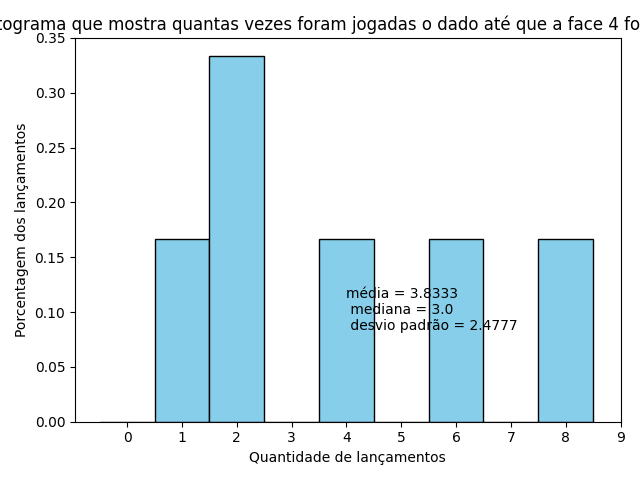 tograma que mostra quantas vezes foram jogadas o dado até que a face 4 fo
0.35
0.30
0.25
0.20
0.15
0.10
0.05
0.00
Porcentagem dos lançamentos
média = 3.8333
mediana = 3.0
desvio padrão = 2.4777
0 1 2 3 4 5 6 7 8 9
Quantidade de lançamentos